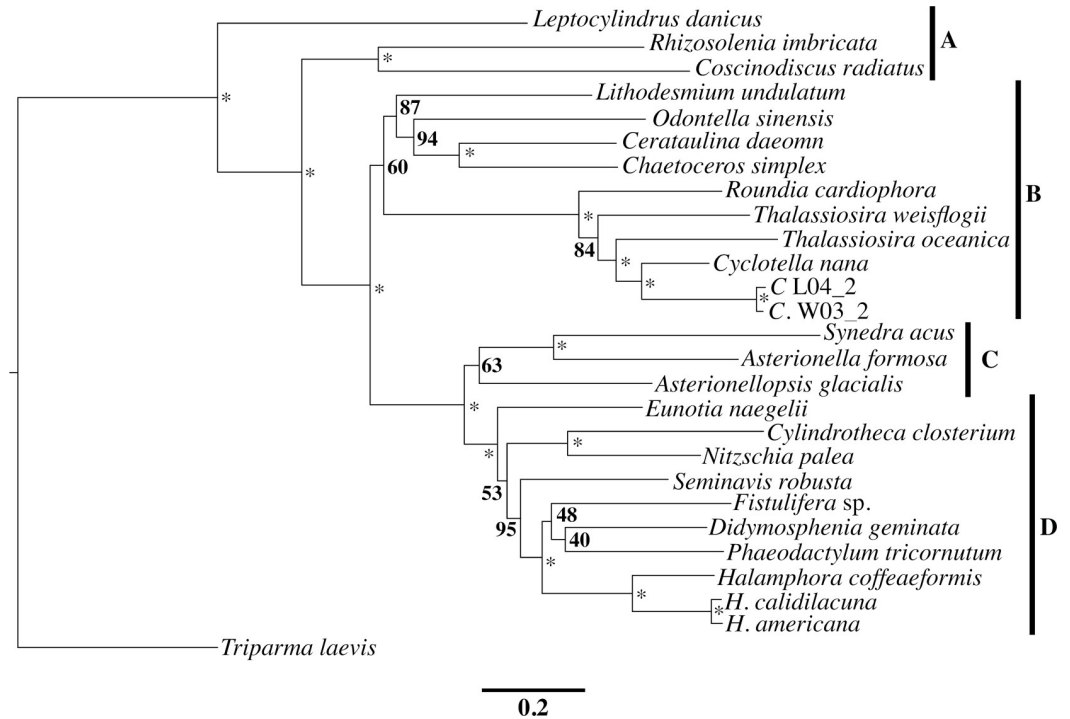 Leptocylindrus danicus
A
Rhizosolenia imbricata
*
Coscinodiscus radiatus
Lithodesmium undulatum
*
87
Odontella sinensis
94
Cerataulina daeomn
*
60
Chaetoceros simplex
*
Roundia cardiophora
B
*
Thalassiosira weisflogii
84
Thalassiosira oceanica
*
Cyclotella nana
*
*
C L04_2
*
C. W03_2
Synedra acus
*
63
Asterionella formosa
C
Asterionellopsis glacialis
*
Eunotia naegelii
Cylindrotheca closterium
*
*
Nitzschia palea
53
Seminavis robusta
Fistulifera sp.
48
95
Didymosphenia geminata
D
40
Phaeodactylum tricornutum
*
Halamphora coffeaeformis
*
H. calidilacuna
*
H. americana
Triparma laevis
0.2